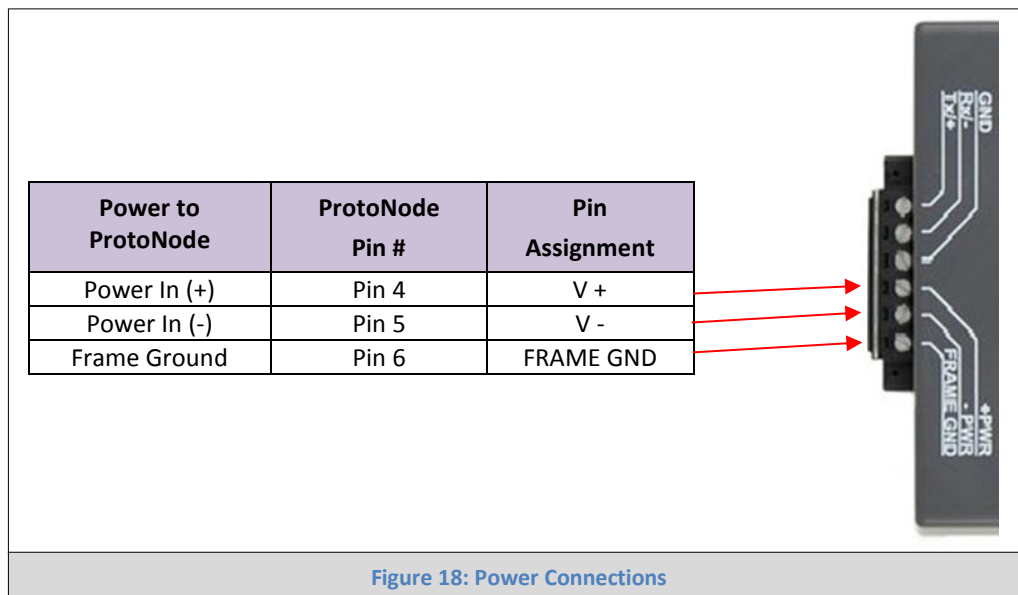 GND
Rx/-
Tx/+
Power to ProtoNode
ProtoNode Pin #
Pin Assignment
Power In (+) Pin 4 V +
Power In (-) Pin 5 V -
Frame Ground Pin 6 FRAME GND
+PWR
- PWR
FRAME GND
Figure 18: Power Connections